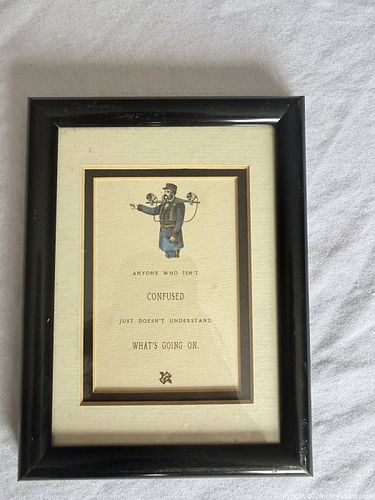 ANYONE WHO ISN'T
CONFUSED
JUST DOESN'T UNDERSTAND
WHAT'S GOING ON.